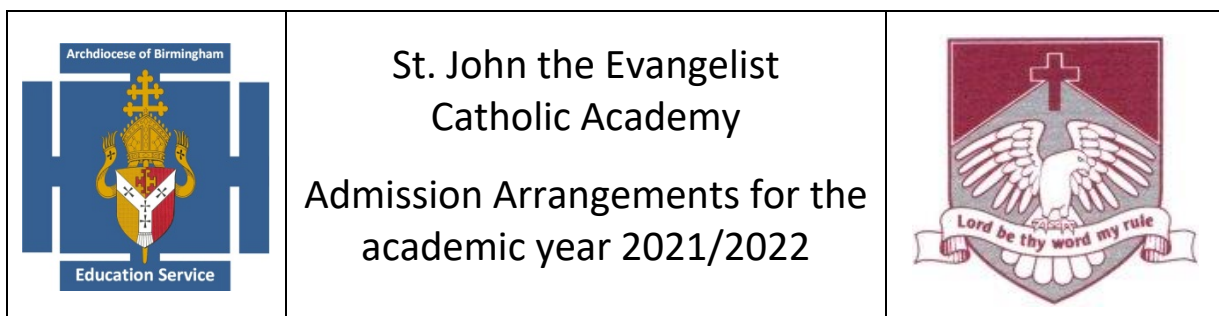 Archdiocese of Birmingham
Education Service
St. John the Evangelist
Catholic Academy
Admission Arrangements for the
academic year 2021/2022
Lord be thy word my rule